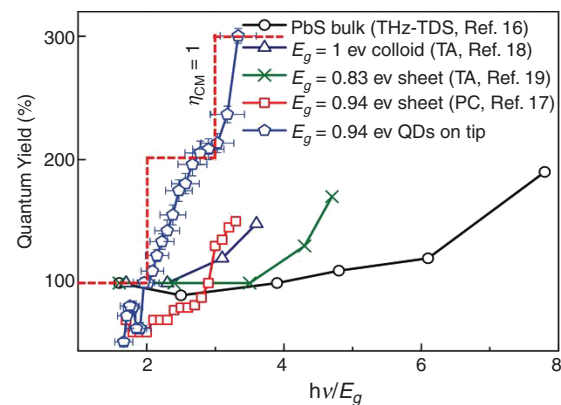 PbS bulk (THz-TDS, Ref. 16)
E_g = 1 ev colloid (TA, Ref. 18)
E_g = 0.83 ev sheet (TA, Ref. 19)
E_g = 0.94 ev sheet (PC, Ref. 17)
E_g = 0.94 ev QDs on tip
η_CM = 1
Quantum Yield (%)
300
200
100
2
4
6
8
hν/E_g